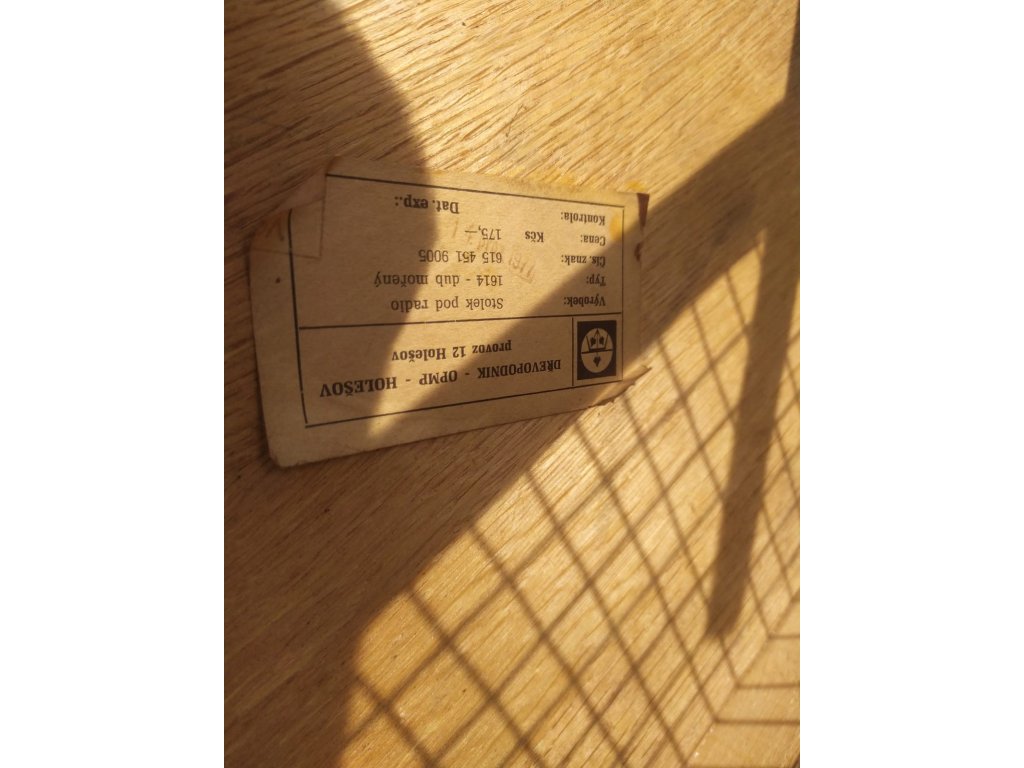 DŘEVOPODNIK - OPMP - HOLEŠOV
provoz 12 Holešov
Výrobek: Stolek pod radio
Typ: 1614 - dub mořený
Čís. znak: 615 451 9005
Cena: Kčs 175,—
Kontrola: Dat. exp.: